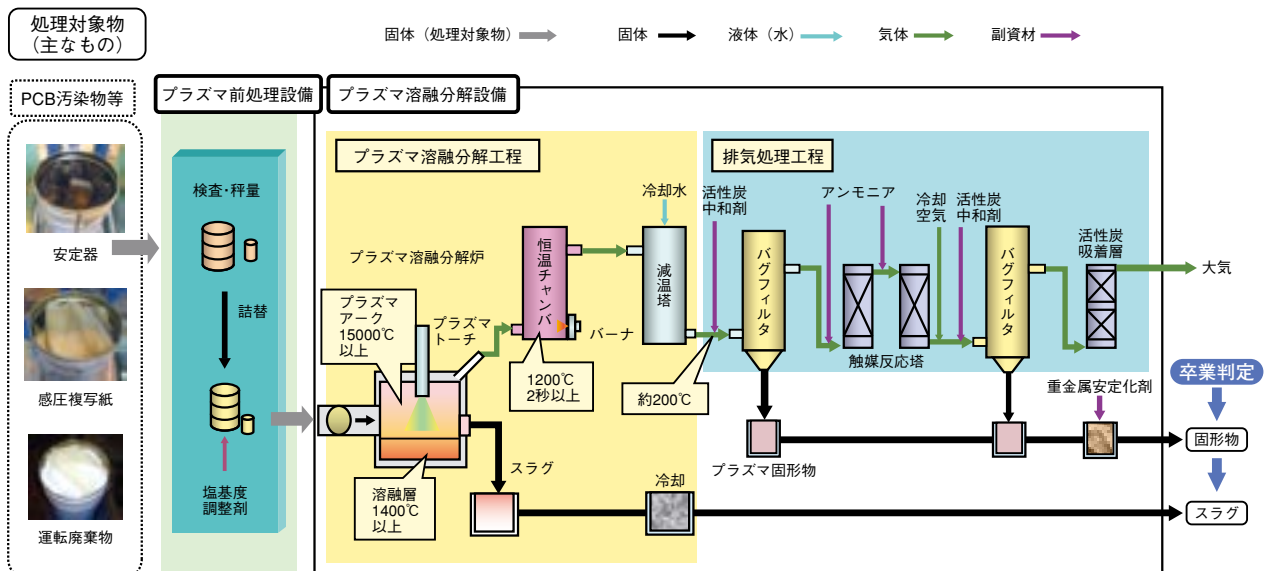 処理対象物
（主なもの）
固体（処理対象物）
固体
液体（水）
気体
副資材
PCB汚染物等
プラズマ前処理設備
プラズマ溶融分解設備
安定器
感圧複写紙
運転廃棄物
検査・秤量
詰替
塩基度
調整剤
プラズマ溶融分解工程
プラズマ溶融分解炉
プラズマ
アーク
15000℃
以上
プラズマ
トーチ
溶融層
1400℃
以上
恒温チャンバ
バーナ
1200℃
2秒以上
冷却水
減温塔
約200℃
スラグ
冷却
排気処理工程
活性炭
中和剤
バグフィルタ
アンモニア
触媒反応塔
冷却
空気
活性炭
中和剤
バグフィルタ
活性炭
吸着層
大気
プラズマ固形物
重金属安定化剤
卒業判定
固形物
スラグ